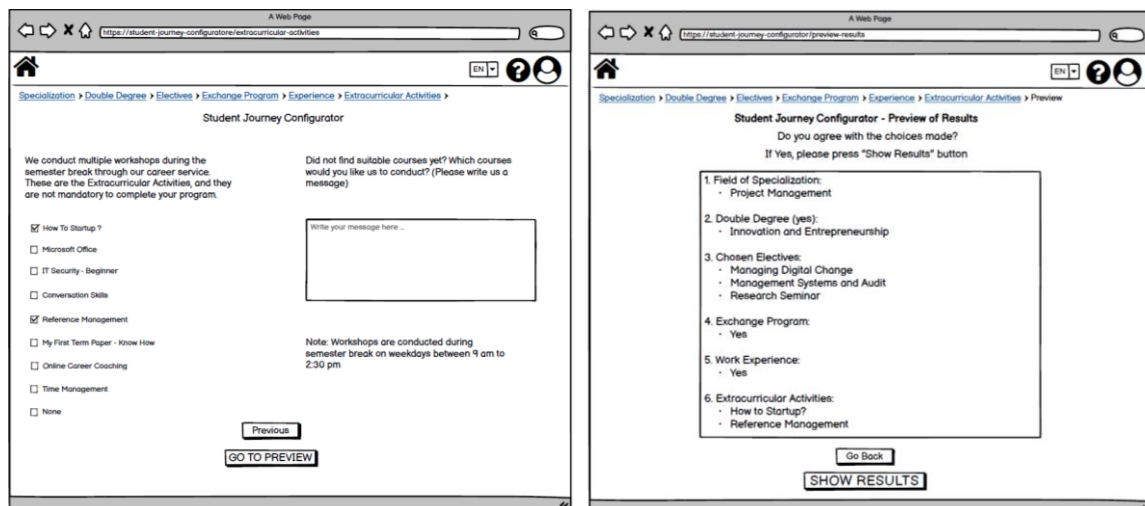 A Web Page
https://student-journey-configuratore/extracurricular-activities
EN
?
Specialization > Double Degree > Electives > Exchange Program > Experience > Extracurricular Activities >
Student Journey Configurator
We conduct multiple workshops during the
semester break through our career service.
These are the Extracurricular Activities, and they
are not mandatory to complete your program.
How To Startup ?
Microsoft Office
IT Security - Beginner
Conversation Skills
Reference Management
My First Term Paper - Know How
Online Career Coaching
Time Management
None
Did not find suitable courses yet? Which courses
would you like us to conduct? (Please write us a
message)
Write your message here ..
Note: Workshops are conducted during
semester break on weekdays between 9 am to
2:30 pm
Previous
GO TO PREVIEW
A Web Page
https://student-journey-configurator/preview-results
EN
?
Specialization > Double Degree > Electives > Exchange Program > Experience > Extracurricular Activities > Preview
Student Journey Configurator - Preview of Results
Do you agree with the choices made?
If Yes, please press "Show Results" button
1. Field of Specialization:
· Project Management
2. Double Degree (yes):
· Innovation and Entrepreneurship
3. Chosen Electives:
· Managing Digital Change
· Management Systems and Audit
· Research Seminar
4. Exchange Program:
· Yes
5. Work Experience:
· Yes
6. Extracurricular Activities:
· How to Startup?
· Reference Management
Go Back
SHOW RESULTS